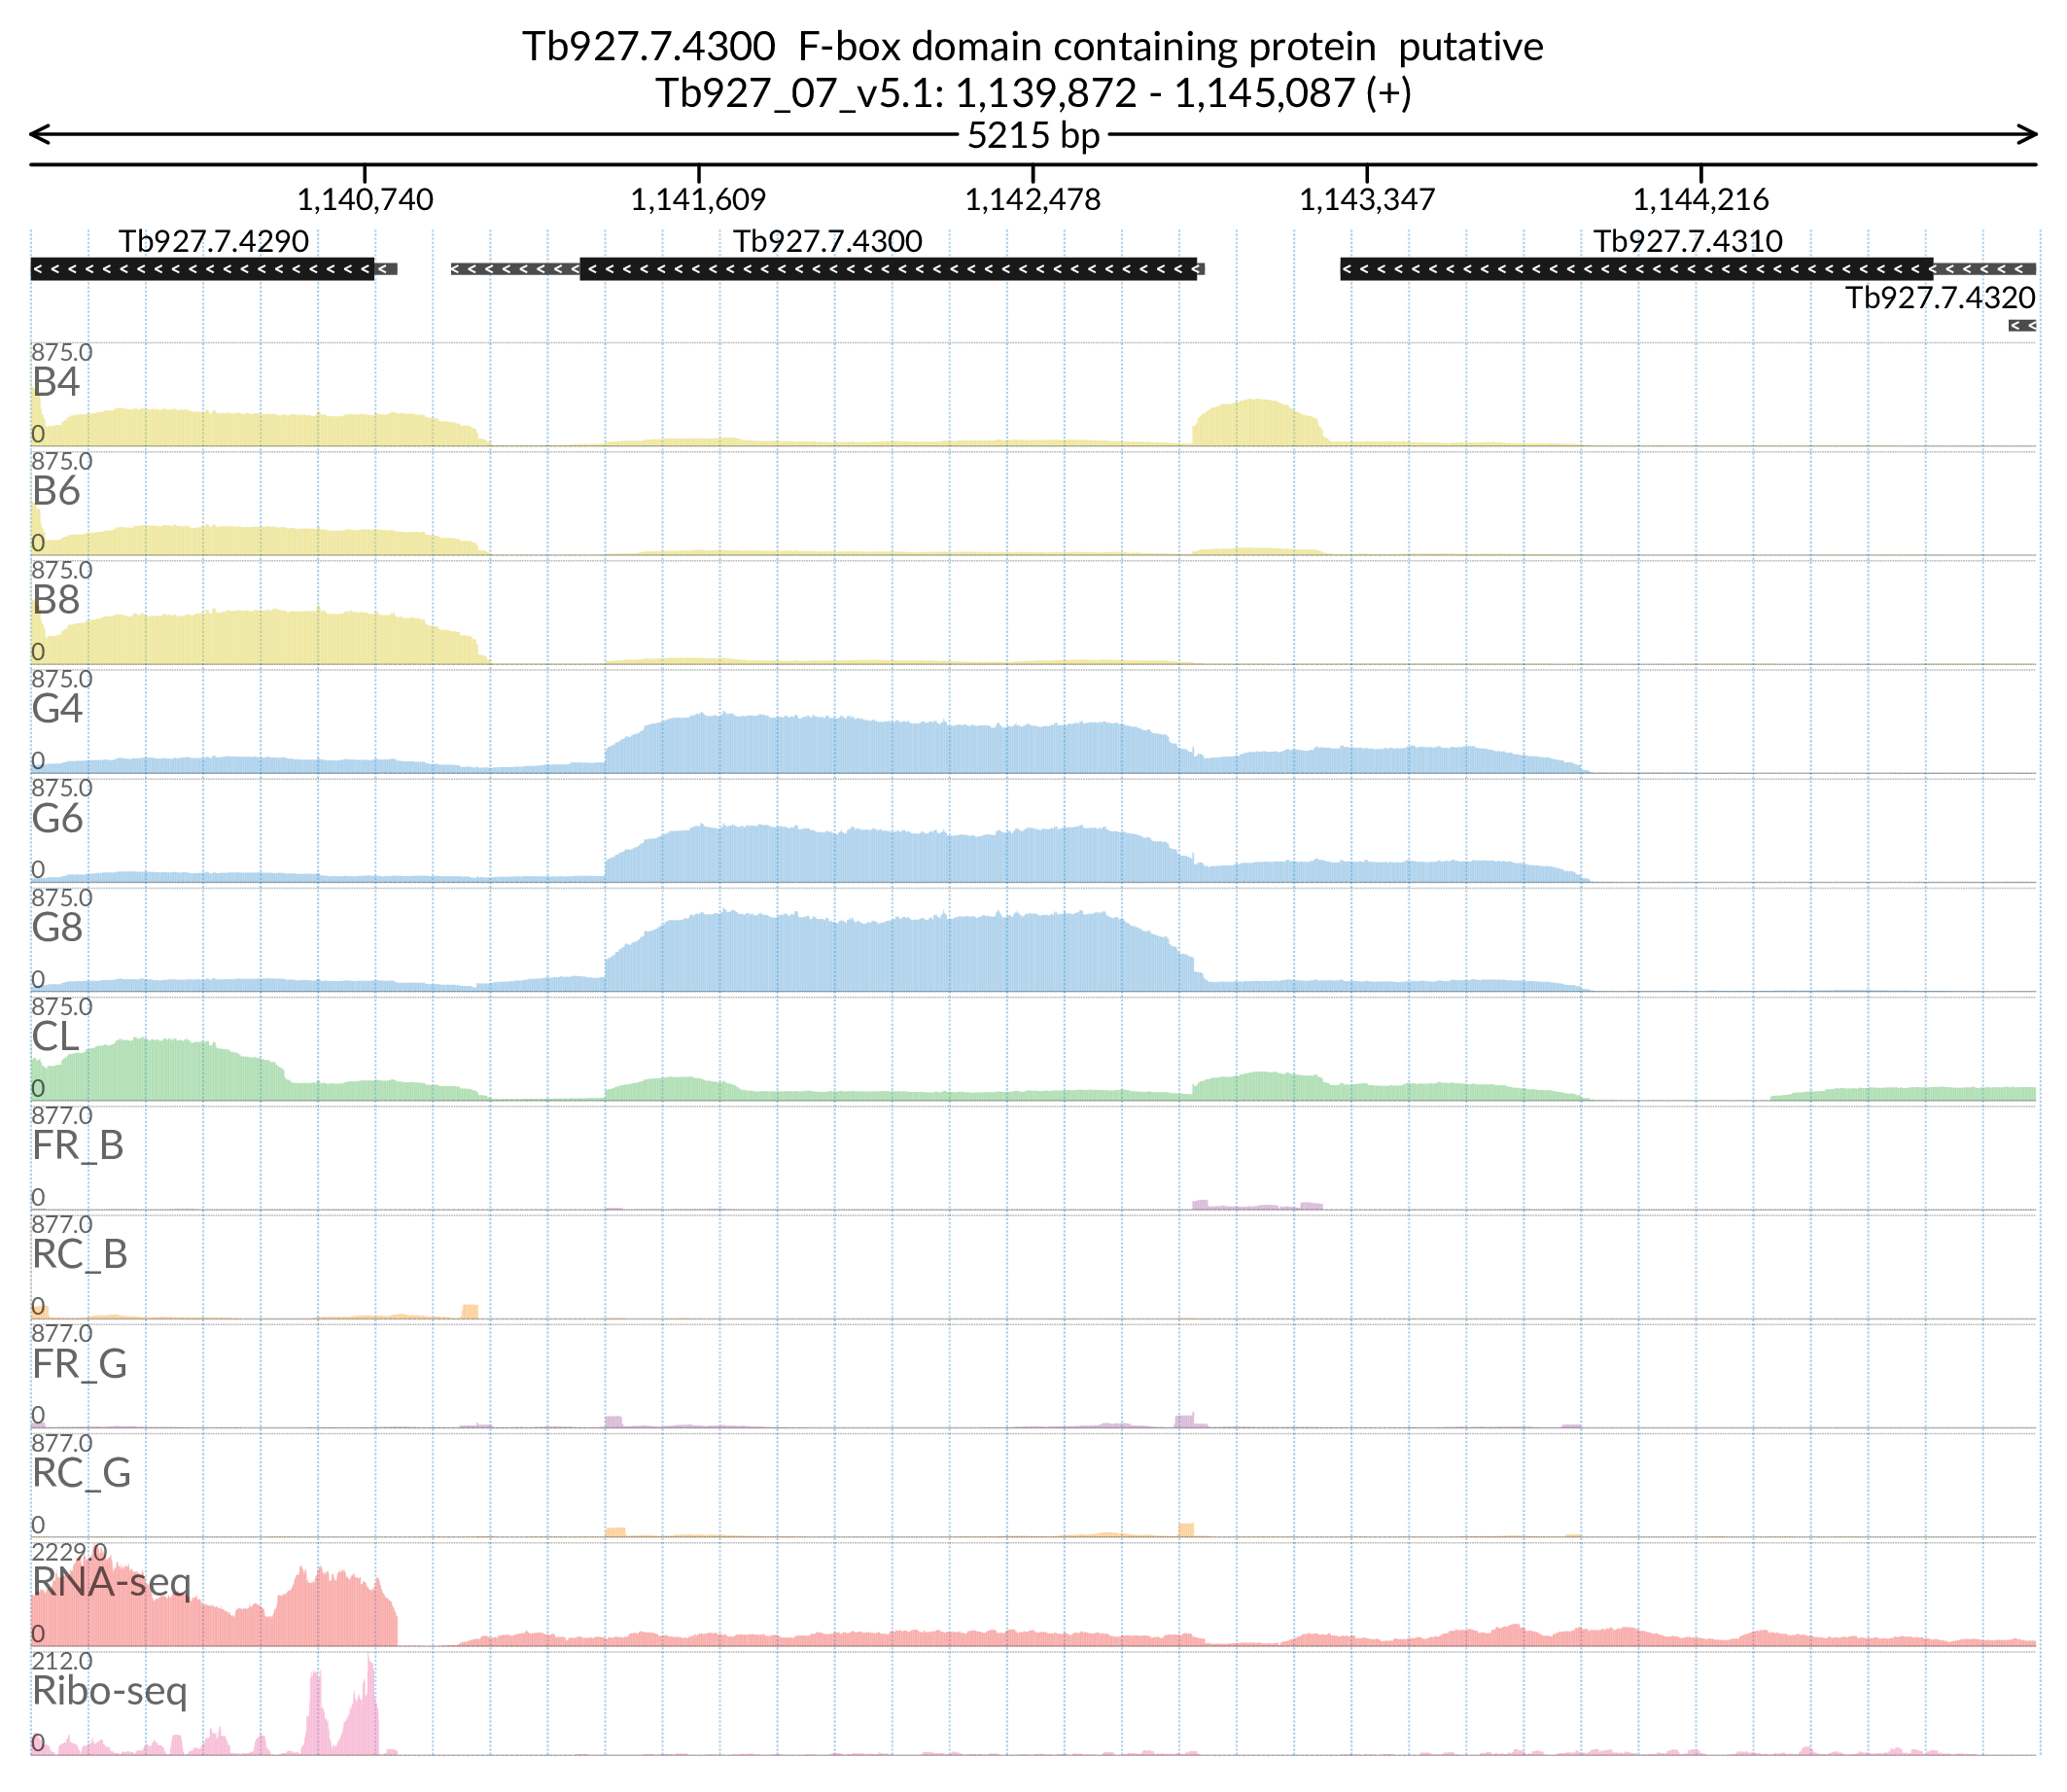 Tb927.7.4300  F-box domain containing protein  putative
Tb927_07_v5.1: 1,139,872 - 1,145,087 (+)
5215 bp
1,140,740 1,141,609 1,142,478 1,143,347 1,144,216
Tb927.7.4290 Tb927.7.4300 Tb927.7.4310
Tb927.7.4320
875.0
B4
0
875.0
B6
0
875.0
B8
0
875.0
G4
0
875.0
G6
0
875.0
G8
0
875.0
CL
0
877.0
FR_B
0
877.0
RC_B
0
877.0
FR_G
0
877.0
RC_G
0
2229.0
RNA-seq
0
212.0
Ribo-seq
0